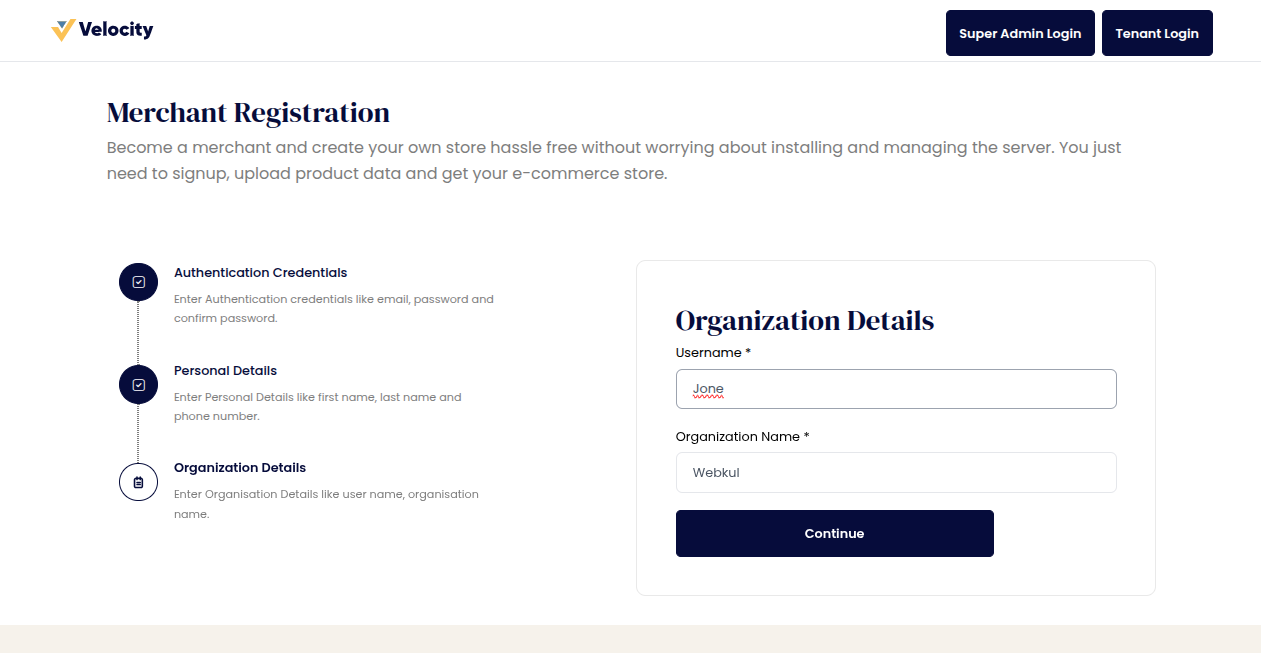 Velocity
Super Admin Login
Tenant Login
Merchant Registration
Become a merchant and create your own store hassle free without worrying about installing and managing the server. You just
need to signup, upload product data and get your e-commerce store.
Authentication Credentials
Enter Authentication credentials like email, password and
confirm password.
Personal Details
Enter Personal Details like first name, last name and
phone number.
Organization Details
Enter Organisation Details like user name, organisation
name.
Organization Details
Username *
Jone
Organization Name *
Webkul
Continue